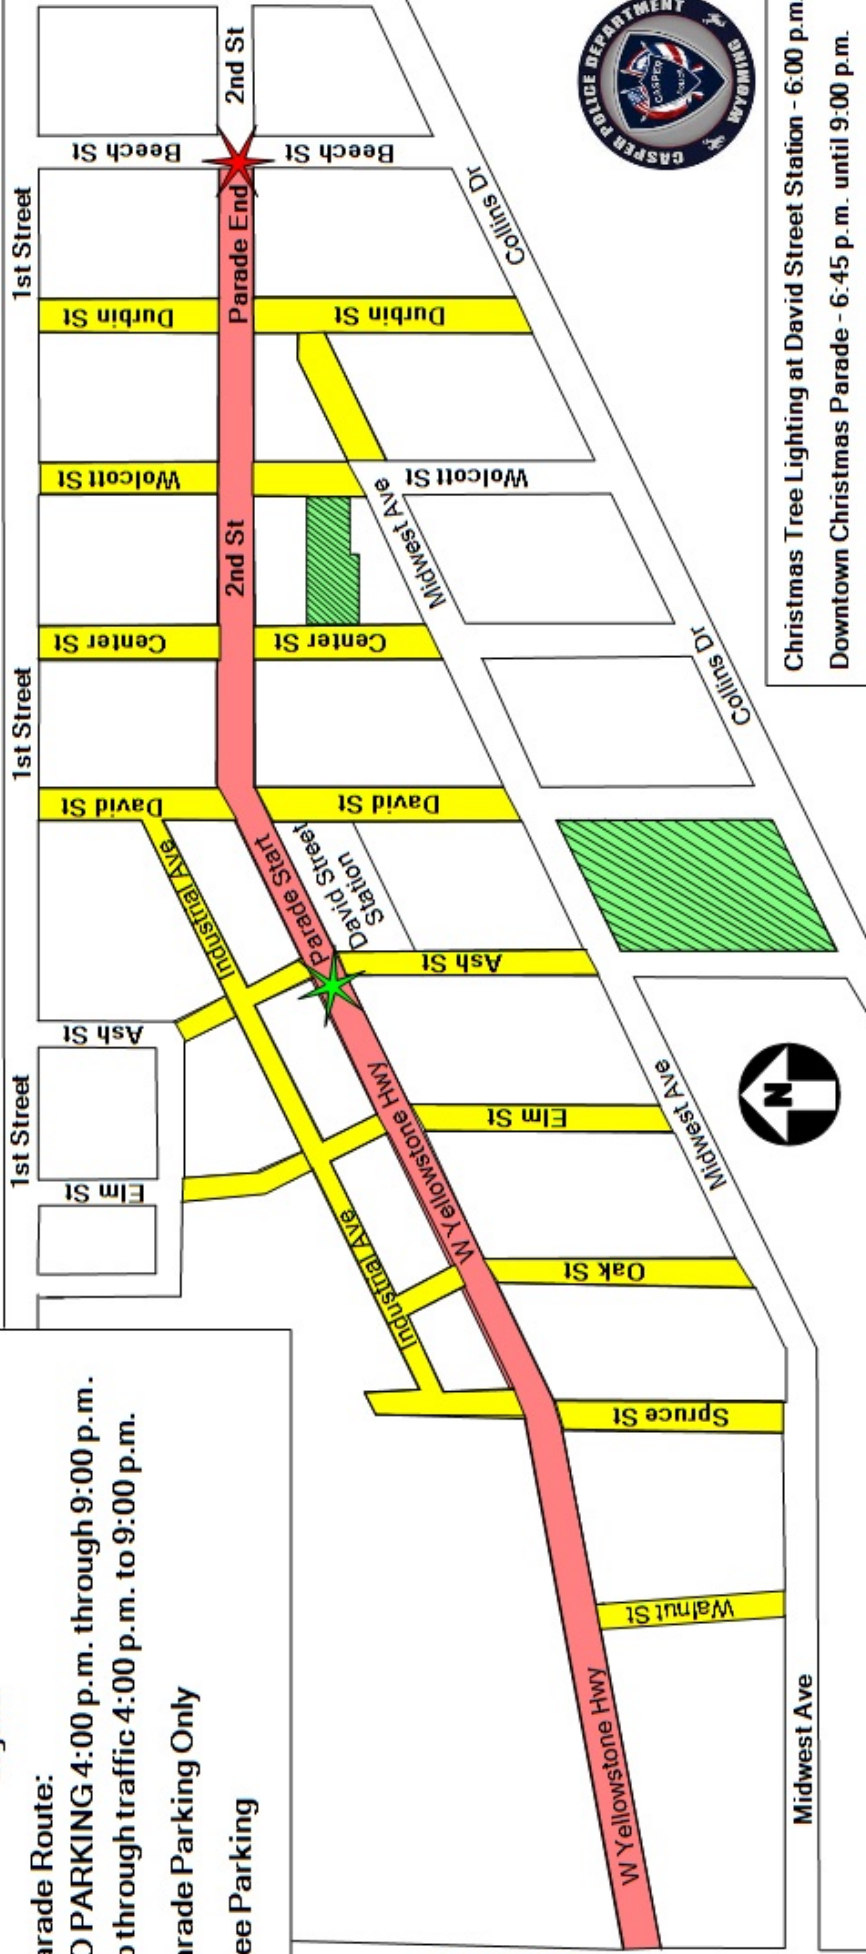 arade Route:
O PARKING 4:00 p.m. through 9:00 p.m.
o through traffic 4:00 p.m. to 9:00 p.m.
arade Parking Only
ee Parking
1st Street
1st Street
1st Street
Elm St
Ash St
David St
Center St
Wolcott St
Durbin St
Beech St
Industrial Ave
Industrial Ave
W Yellowstone Hwy
W Yellowstone Hwy
Parade Start
2nd St
Parade End
2nd St
David Street
Station
Walnut St
Spruce St
Oak St
Elm St
Ash St
David St
Center St
Wolcott St
Durbin St
Beech St
Midwest Ave
Midwest Ave
Midwest Ave
Collins Dr
Collins Dr
N
CASPER POLICE DEPARTMENT
WYOMING
CASPER
POLICE
Christmas Tree Lighting at David Street Station - 6:00 p.m
Downtown Christmas Parade - 6:45 p.m. until 9:00 p.m.